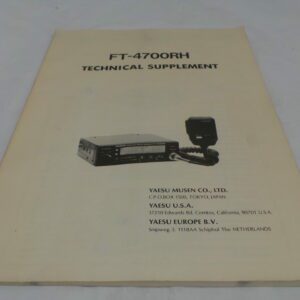 FT-4700RH
TECHNICAL SUPPLEMENT
YAESU MUSEN CO., LTD.
C.P.O.BOX 1500, TOKYO, JAPAN
YAESU U.S.A.
17210 Edwards Rd. Cerritos, California, 90701 U.S.A.
YAESU EUROPE B.V.
Snipweg 3, 1118AA Schiphol The NETHERLANDS